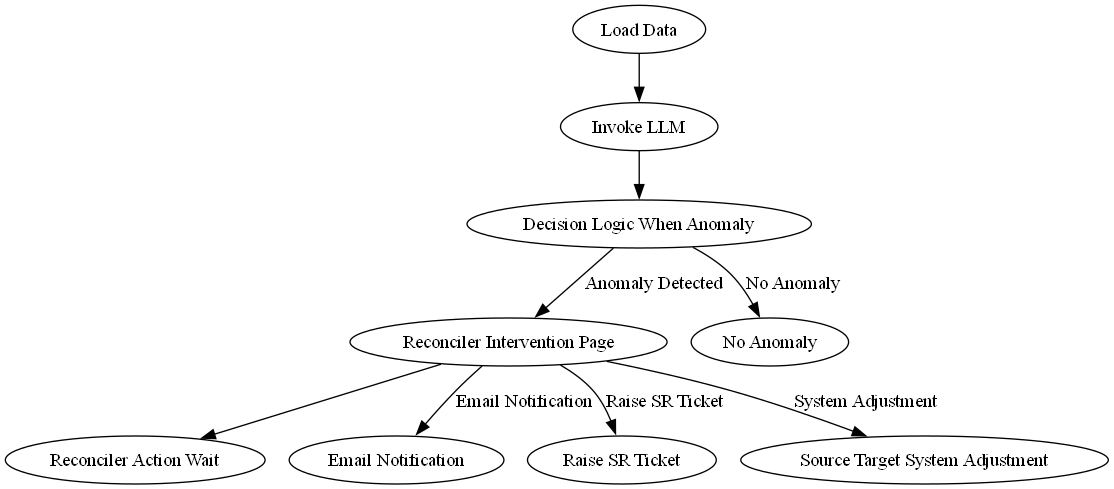 Load Data
Invoke LLM
Decision Logic When Anomaly
Anomaly Detected
No Anomaly
Reconciler Intervention Page
No Anomaly
Email Notification
Raise SR Ticket
System Adjustment
Reconciler Action Wait
Email Notification
Raise SR Ticket
Source Target System Adjustment